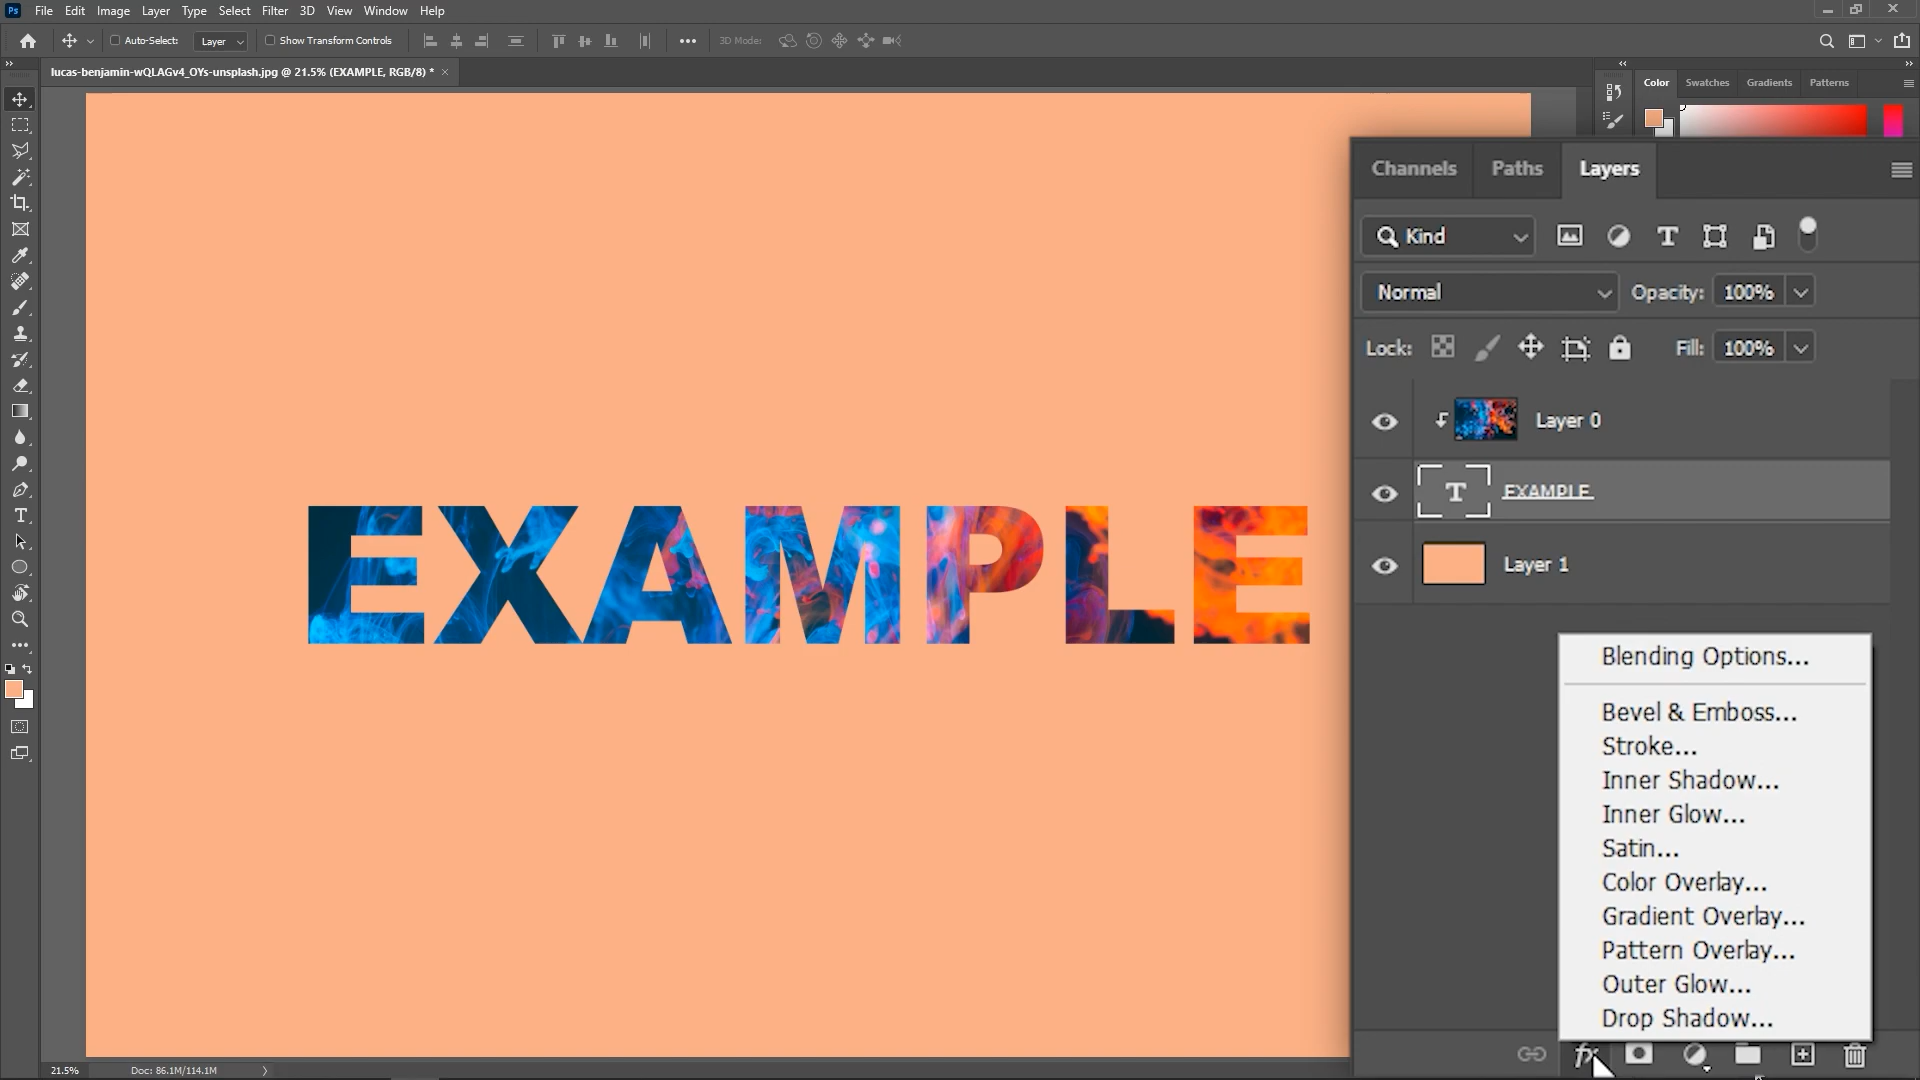 Ps File Edit Image Layer Type Select Filter 3D View Window Help
Auto-Select: Layer Show Transform Controls 3D Mode:
lucas-benjamin-wQLAGv4_OYs-unsplash.jpg @ 21.5% (EXAMPLE, RGB/8) *
Color Swatches Gradients Patterns
Channels Paths Layers
Kind
Normal Opacity: 100%
Lock: Fill: 100%
Layer 0
EXAMPLE
Layer 1
EXAMPLE
Blending Options...
Bevel & Emboss...
Stroke...
Inner Shadow...
Inner Glow...
Satin...
Color Overlay...
Gradient Overlay...
Pattern Overlay...
Outer Glow...
Drop Shadow...
fx
21.5% Doc: 86.1M/114.1M